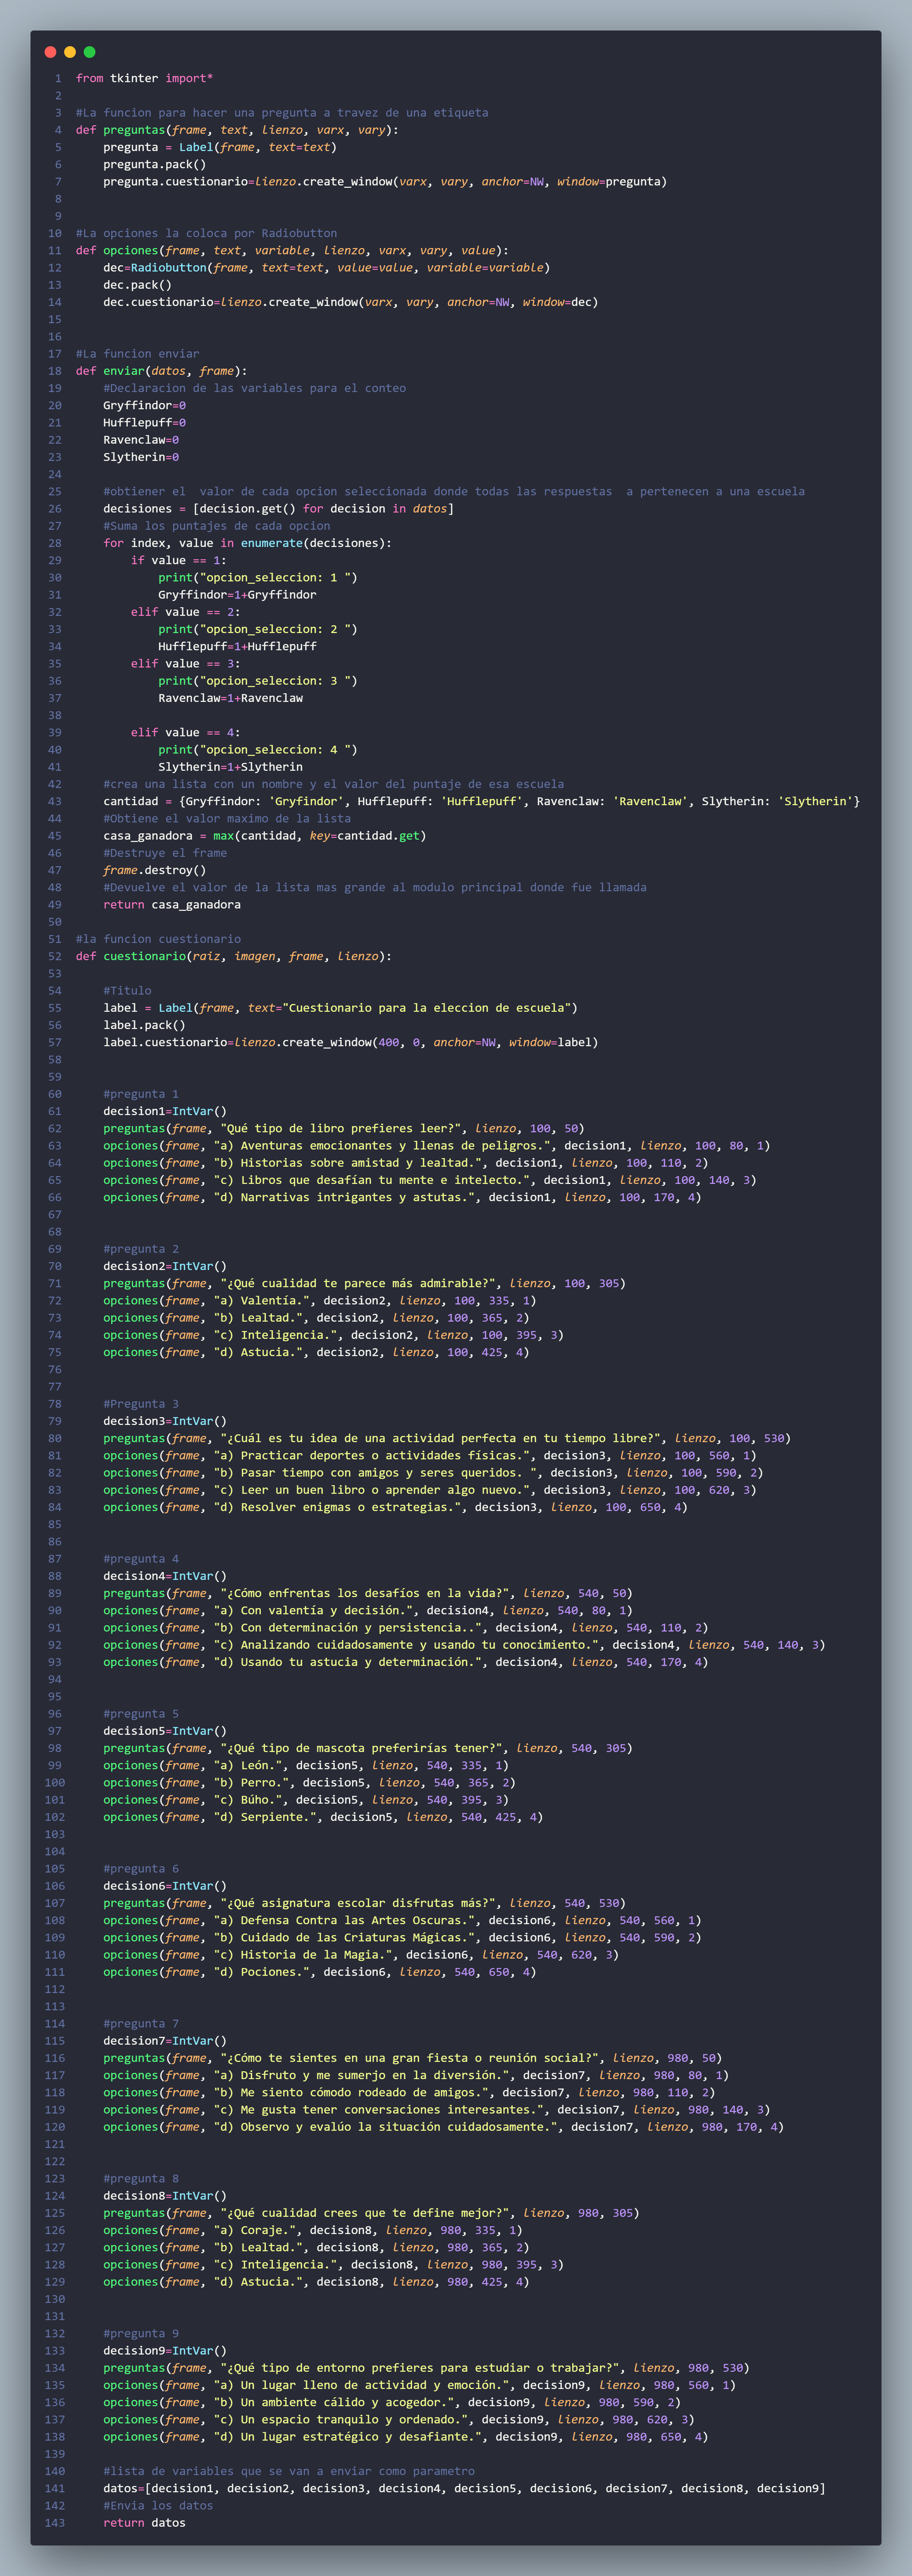 1 from tkinter import*
2
3 #La funcion para hacer una pregunta a travez de una etiqueta
4 def preguntas(frame, text, lienzo, varx, vary):
5     pregunta = Label(frame, text=text)
6     pregunta.pack()
7     pregunta.cuestionario=lienzo.create_window(varx, vary, anchor=NW, window=pregunta)
8
9
10 #La opciones la coloca por Radiobutton
11 def opciones(frame, text, variable, lienzo, varx, vary, value):
12     dec=Radiobutton(frame, text=text, value=value, variable=variable)
13     dec.pack()
14     dec.cuestionario=lienzo.create_window(varx, vary, anchor=NW, window=dec)
15
16
17 #La funcion enviar
18 def enviar(datos, frame):
19     #Declaracion de las variables para el conteo
20     Gryffindor=0
21     Hufflepuff=0
22     Ravenclaw=0
23     Slytherin=0
24
25     #obtiener el  valor de cada opcion seleccionada donde todas las respuestas  a pertenecen a una escuela
26     decisiones = [decision.get() for decision in datos]
27     #Suma los puntajes de cada opcion
28     for index, value in enumerate(decisiones):
29         if value == 1:
30             print("opcion_seleccion: 1 ")
31             Gryffindor=1+Gryffindor
32         elif value == 2:
33             print("opcion_seleccion: 2 ")
34             Hufflepuff=1+Hufflepuff
35         elif value == 3:
36             print("opcion_seleccion: 3 ")
37             Ravenclaw=1+Ravenclaw
38
39         elif value == 4:
40             print("opcion_seleccion: 4 ")
41             Slytherin=1+Slytherin
42     #crea una lista con un nombre y el valor del puntaje de esa escuela
43     cantidad = {Gryffindor: 'Gryfindor', Hufflepuff: 'Hufflepuff', Ravenclaw: 'Ravenclaw', Slytherin: 'Slytherin'}
44     #Obtiene el valor maximo de la lista
45     casa_ganadora = max(cantidad, key=cantidad.get)
46     #Destruye el frame
47     frame.destroy()
48     #Devuelve el valor de la lista mas grande al modulo principal donde fue llamada
49     return casa_ganadora
50
51 #la funcion cuestionario
52 def cuestionario(raiz, imagen, frame, lienzo):
53
54     #Titulo
55     label = Label(frame, text="Cuestionario para la eleccion de escuela")
56     label.pack()
57     label.cuestionario=lienzo.create_window(400, 0, anchor=NW, window=label)
58
59
60     #pregunta 1
61     decision1=IntVar()
62     preguntas(frame, "Qué tipo de libro prefieres leer?", lienzo, 100, 50)
63     opciones(frame, "a) Aventuras emocionantes y llenas de peligros.", decision1, lienzo, 100, 80, 1)
64     opciones(frame, "b) Historias sobre amistad y lealtad.", decision1, lienzo, 100, 110, 2)
65     opciones(frame, "c) Libros que desafían tu mente e intelecto.", decision1, lienzo, 100, 140, 3)
66     opciones(frame, "d) Narrativas intrigantes y astutas.", decision1, lienzo, 100, 170, 4)
67
68
69     #pregunta 2
70     decision2=IntVar()
71     preguntas(frame, "¿Qué cualidad te parece más admirable?", lienzo, 100, 305)
72     opciones(frame, "a) Valentía.", decision2, lienzo, 100, 335, 1)
73     opciones(frame, "b) Lealtad.", decision2, lienzo, 100, 365, 2)
74     opciones(frame, "c) Inteligencia.", decision2, lienzo, 100, 395, 3)
75     opciones(frame, "d) Astucia.", decision2, lienzo, 100, 425, 4)
76
77
78     #Pregunta 3
79     decision3=IntVar()
80     preguntas(frame, "¿Cuál es tu idea de una actividad perfecta en tu tiempo libre?", lienzo, 100, 530)
81     opciones(frame, "a) Practicar deportes o actividades físicas.", decision3, lienzo, 100, 560, 1)
82     opciones(frame, "b) Pasar tiempo con amigos y seres queridos. ", decision3, lienzo, 100, 590, 2)
83     opciones(frame, "c) Leer un buen libro o aprender algo nuevo.", decision3, lienzo, 100, 620, 3)
84     opciones(frame, "d) Resolver enigmas o estrategias.", decision3, lienzo, 100, 650, 4)
85
86
87     #pregunta 4
88     decision4=IntVar()
89     preguntas(frame, "¿Cómo enfrentas los desafíos en la vida?", lienzo, 540, 50)
90     opciones(frame, "a) Con valentía y decisión.", decision4, lienzo, 540, 80, 1)
91     opciones(frame, "b) Con determinación y persistencia..", decision4, lienzo, 540, 110, 2)
92     opciones(frame, "c) Analizando cuidadosamente y usando tu conocimiento.", decision4, lienzo, 540, 140, 3)
93     opciones(frame, "d) Usando tu astucia y determinación.", decision4, lienzo, 540, 170, 4)
94
95
96     #pregunta 5
97     decision5=IntVar()
98     preguntas(frame, "¿Qué tipo de mascota preferirías tener?", lienzo, 540, 305)
99     opciones(frame, "a) León.", decision5, lienzo, 540, 335, 1)
100     opciones(frame, "b) Perro.", decision5, lienzo, 540, 365, 2)
101     opciones(frame, "c) Búho.", decision5, lienzo, 540, 395, 3)
102     opciones(frame, "d) Serpiente.", decision5, lienzo, 540, 425, 4)
103
104
105     #pregunta 6
106     decision6=IntVar()
107     preguntas(frame, "¿Qué asignatura escolar disfrutas más?", lienzo, 540, 530)
108     opciones(frame, "a) Defensa Contra las Artes Oscuras.", decision6, lienzo, 540, 560, 1)
109     opciones(frame, "b) Cuidado de las Criaturas Mágicas.", decision6, lienzo, 540, 590, 2)
110     opciones(frame, "c) Historia de la Magia.", decision6, lienzo, 540, 620, 3)
111     opciones(frame, "d) Pociones.", decision6, lienzo, 540, 650, 4)
112
113
114     #pregunta 7
115     decision7=IntVar()
116     preguntas(frame, "¿Cómo te sientes en una gran fiesta o reunión social?", lienzo, 980, 50)
117     opciones(frame, "a) Disfruto y me sumerjo en la diversión.", decision7, lienzo, 980, 80, 1)
118     opciones(frame, "b) Me siento cómodo rodeado de amigos.", decision7, lienzo, 980, 110, 2)
119     opciones(frame, "c) Me gusta tener conversaciones interesantes.", decision7, lienzo, 980, 140, 3)
120     opciones(frame, "d) Observo y evalúo la situación cuidadosamente.", decision7, lienzo, 980, 170, 4)
121
122
123     #pregunta 8
124     decision8=IntVar()
125     preguntas(frame, "¿Qué cualidad crees que te define mejor?", lienzo, 980, 305)
126     opciones(frame, "a) Coraje.", decision8, lienzo, 980, 335, 1)
127     opciones(frame, "b) Lealtad.", decision8, lienzo, 980, 365, 2)
128     opciones(frame, "c) Inteligencia.", decision8, lienzo, 980, 395, 3)
129     opciones(frame, "d) Astucia.", decision8, lienzo, 980, 425, 4)
130
131
132     #pregunta 9
133     decision9=IntVar()
134     preguntas(frame, "¿Qué tipo de entorno prefieres para estudiar o trabajar?", lienzo, 980, 530)
135     opciones(frame, "a) Un lugar lleno de actividad y emoción.", decision9, lienzo, 980, 560, 1)
136     opciones(frame, "b) Un ambiente cálido y acogedor.", decision9, lienzo, 980, 590, 2)
137     opciones(frame, "c) Un espacio tranquilo y ordenado.", decision9, lienzo, 980, 620, 3)
138     opciones(frame, "d) Un lugar estratégico y desafiante.", decision9, lienzo, 980, 650, 4)
139
140     #lista de variables que se van a enviar como parametro
141     datos=[decision1, decision2, decision3, decision4, decision5, decision6, decision7, decision8, decision9]
142     #Envia los datos
143     return datos